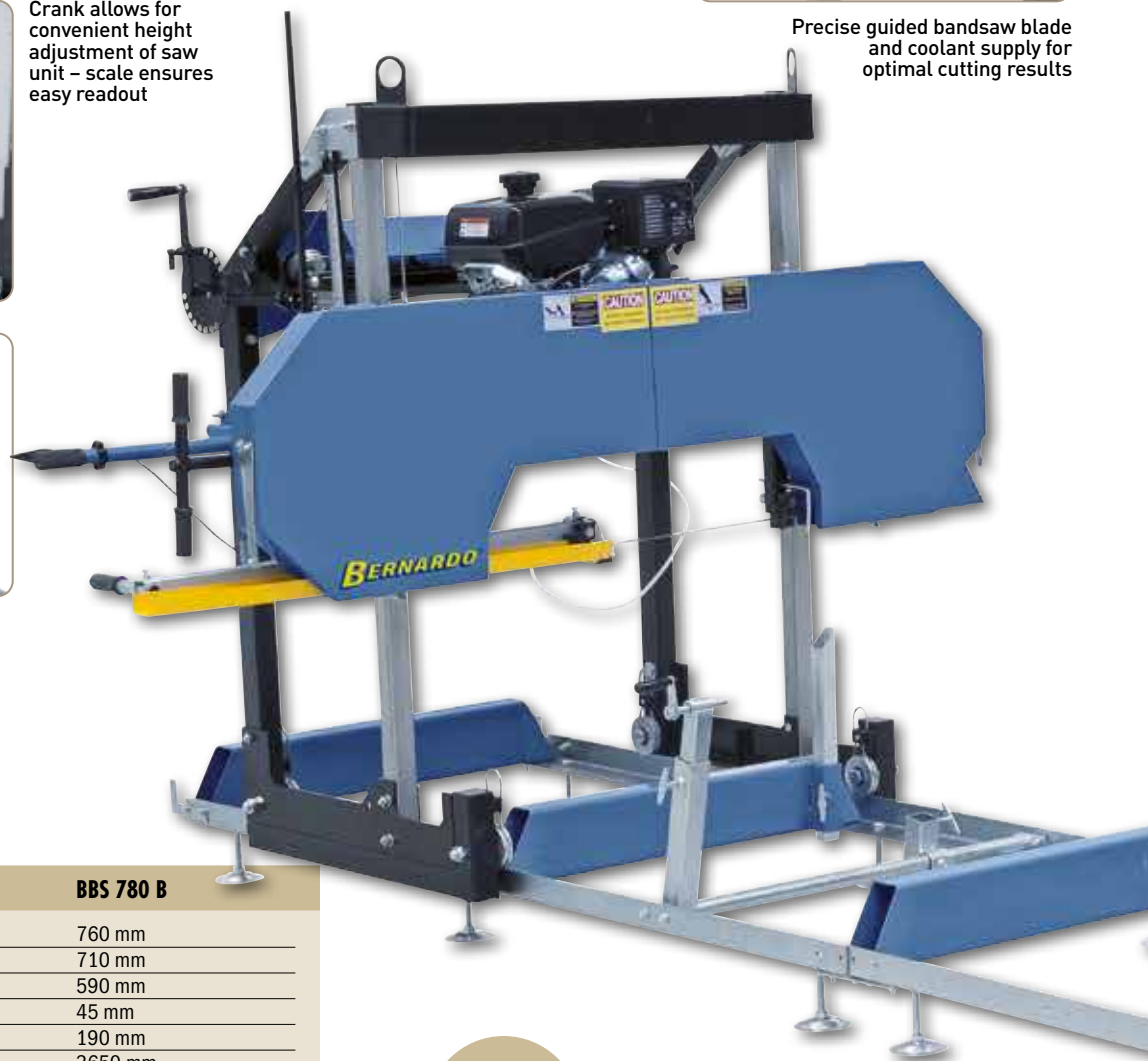 Crank allows for
convenient height
adjustment of saw
unit – scale ensures
easy readout
Precise guided bandsaw blade
and coolant supply for
optimal cutting results
CAUTION CAUTION
BERNARDO
BBS 780 B
760 mm
710 mm
590 mm
45 mm
190 mm